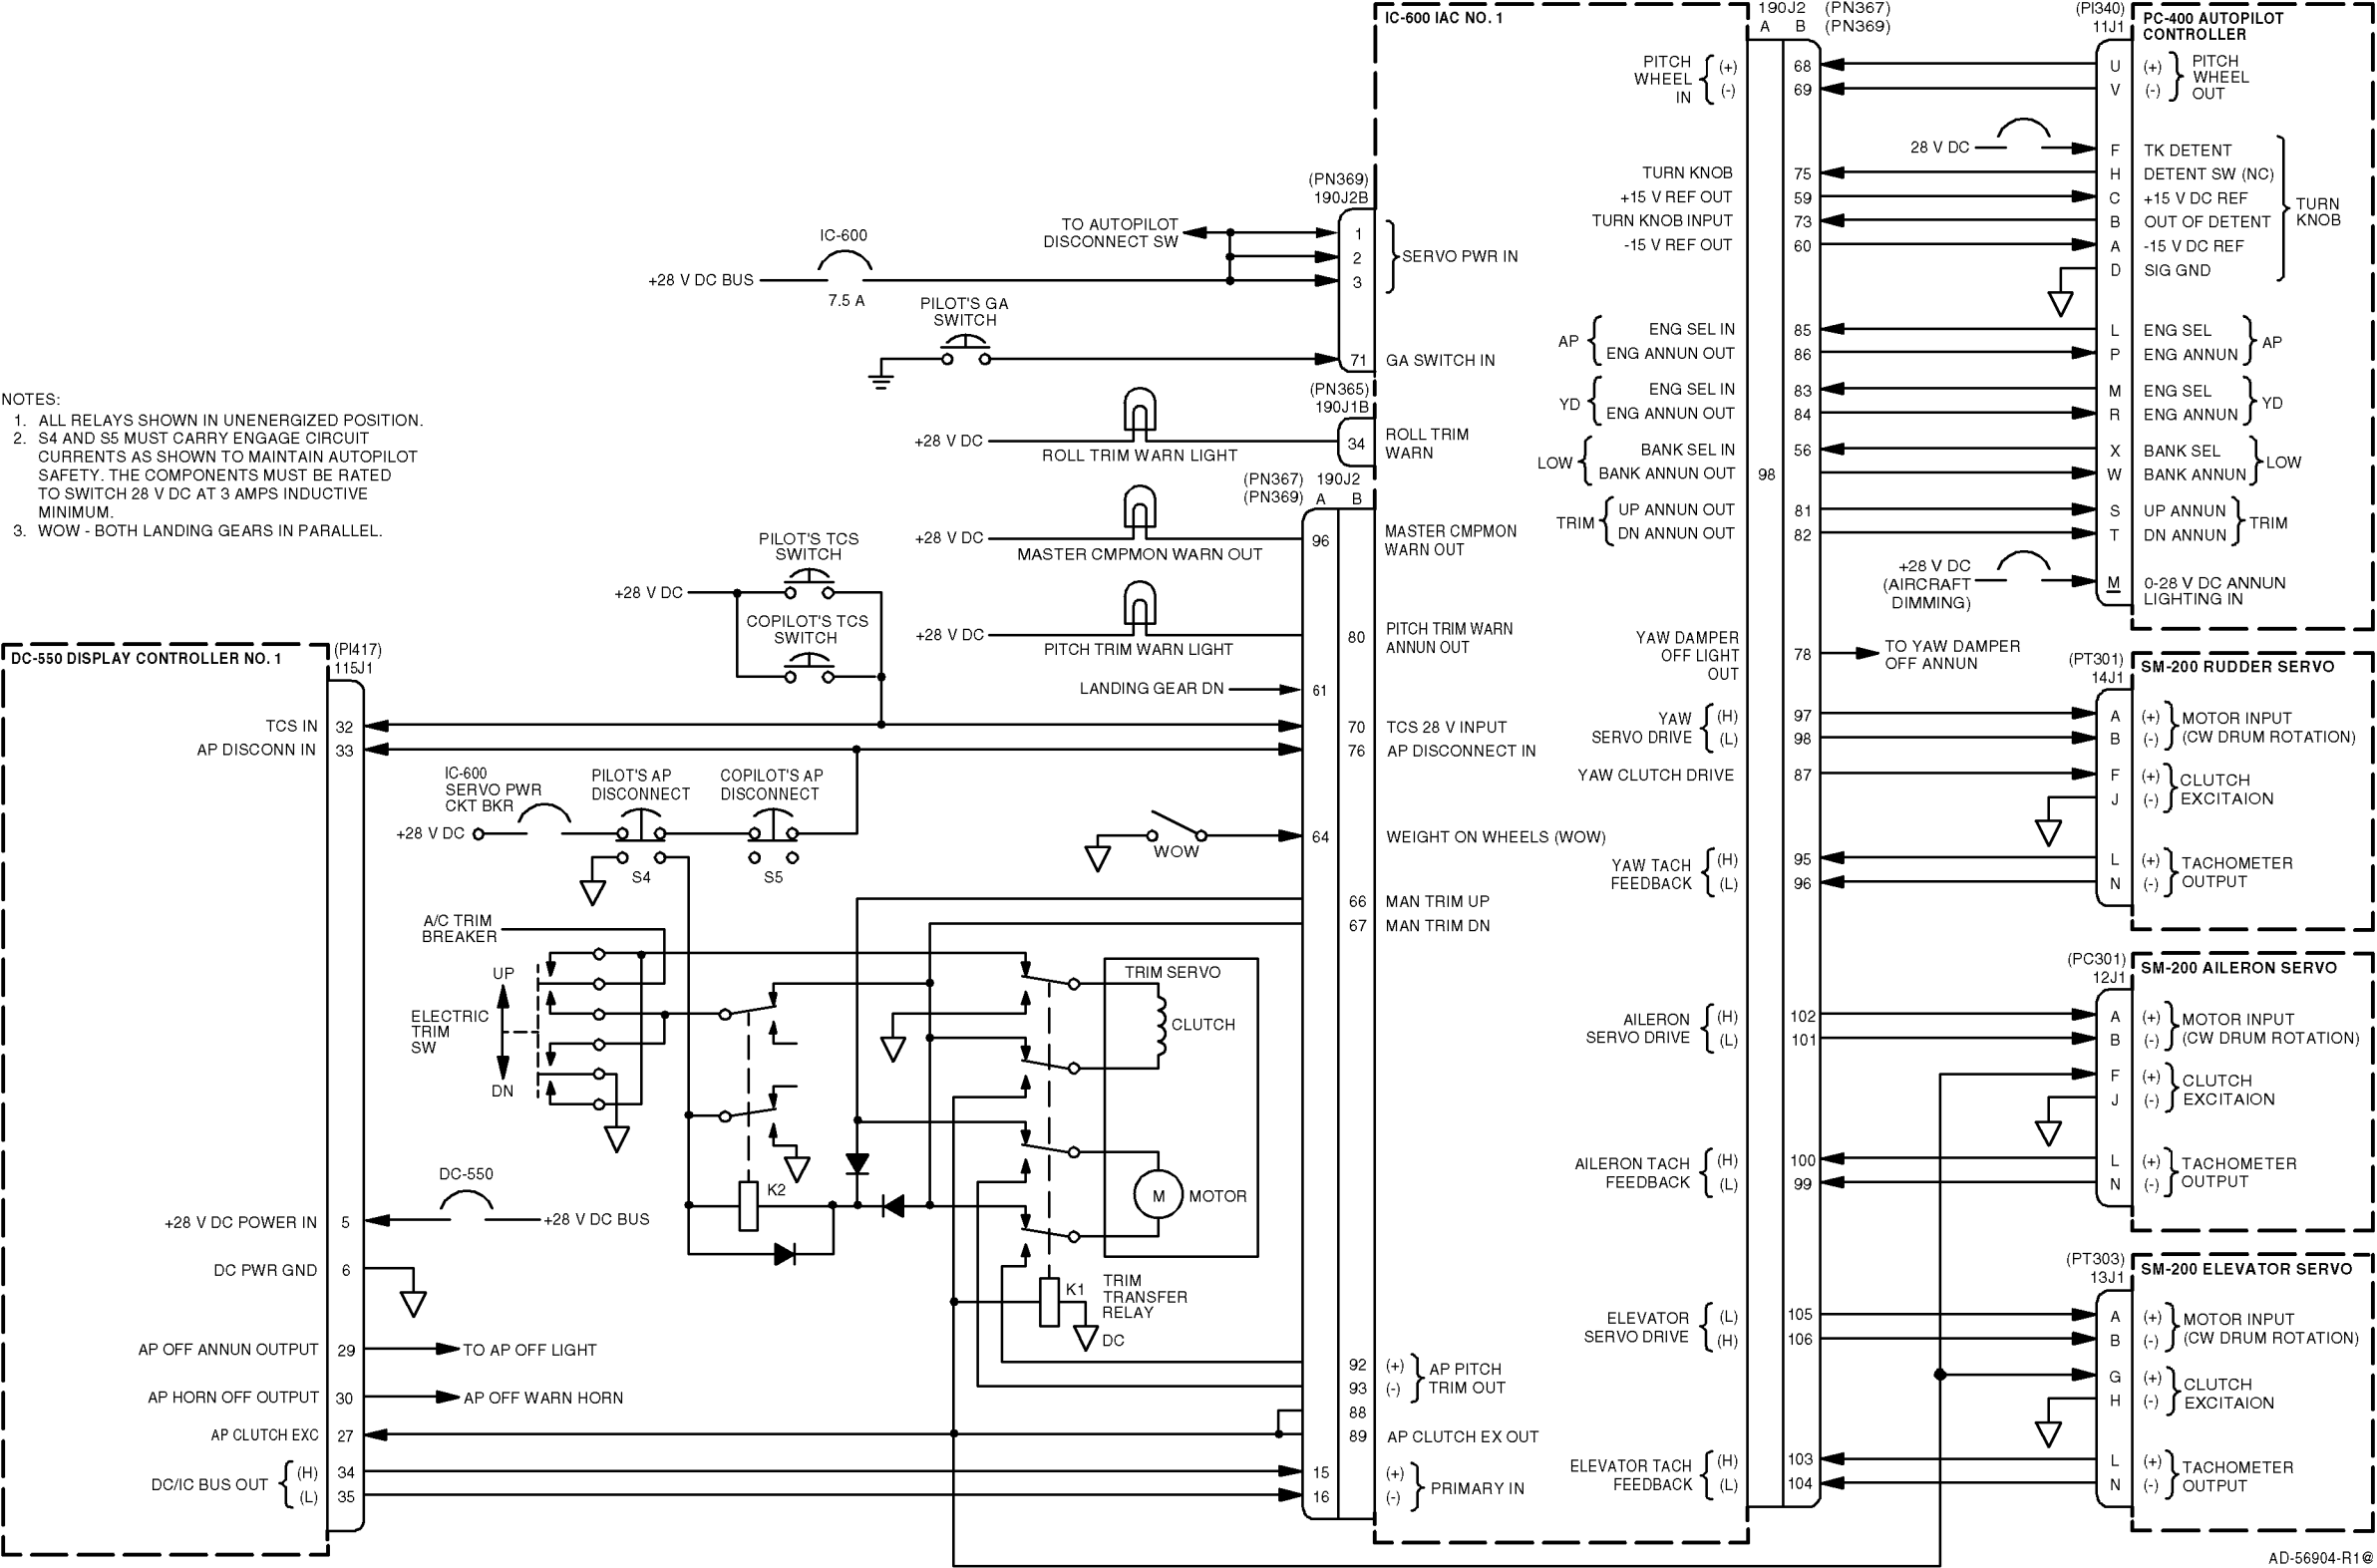 NOTES:
1. ALL RELAYS SHOWN IN UNENERGIZED POSITION.
2. S4 AND S5 MUST CARRY ENGAGE CIRCUIT
CURRENTS AS SHOWN TO MAINTAIN AUTOPILOT
SAFETY. THE COMPONENTS MUST BE RATED
TO SWITCH 28 V DC AT 3 AMPS INDUCTIVE
MINIMUM.
3. WOW - BOTH LANDING GEARS IN PARALLEL.
DC-550 DISPLAY CONTROLLER NO. 1
(PI417)
115J1
TCS IN 32
AP DISCONN IN 33
+28 V DC POWER IN 5
DC PWR GND 6
AP OFF ANNUN OUTPUT 29
TO AP OFF LIGHT
AP HORN OFF OUTPUT 30
AP OFF WARN HORN
AP CLUTCH EXC 27
DC/IC BUS OUT
(H) 34
(L) 35
DC-550
+28 V DC BUS
IC-600
+28 V DC BUS
7.5 A
TO AUTOPILOT
DISCONNECT SW
PILOT'S GA
SWITCH
+28 V DC
ROLL TRIM WARN LIGHT
+28 V DC
MASTER CMPMON WARN OUT
+28 V DC
PITCH TRIM WARN LIGHT
LANDING GEAR DN
PILOT'S TCS
SWITCH
+28 V DC
COPILOT'S TCS
SWITCH
IC-600
SERVO PWR
CKT BKR
+28 V DC
PILOT'S AP
DISCONNECT
COPILOT'S AP
DISCONNECT
S4
S5
WOW
A/C TRIM
BREAKER
UP
ELECTRIC
TRIM
SW
DN
K2
TRIM SERVO
CLUTCH
M
MOTOR
K1
TRIM
TRANSFER
RELAY
DC
IC-600 IAC NO. 1
(PN369)
190J2B
1
2
3
SERVO PWR IN
71 GA SWITCH IN
(PN365)
190J1B
34 ROLL TRIM
WARN
(PN367) 190J2
(PN369) A B
96 MASTER CMPMON
WARN OUT
80 PITCH TRIM WARN
ANNUN OUT
61
70 TCS 28 V INPUT
76 AP DISCONNECT IN
64 WEIGHT ON WHEELS (WOW)
66 MAN TRIM UP
67 MAN TRIM DN
92 (+)
93 (-)
AP PITCH
TRIM OUT
88
89 AP CLUTCH EX OUT
15 (+)
16 (-)
PRIMARY IN
190J2 (PN367)
A B (PN369)
PITCH
WHEEL
IN
(+) 68
(-) 69
TURN KNOB 75
+15 V REF OUT 59
TURN KNOB INPUT 73
-15 V REF OUT 60
AP
ENG SEL IN 85
ENG ANNUN OUT 86
YD
ENG SEL IN 83
ENG ANNUN OUT 84
LOW
BANK SEL IN 56
BANK ANNUN OUT 98
TRIM
UP ANNUN OUT 81
DN ANNUN OUT 82
YAW DAMPER
OFF LIGHT
OUT
78
TO YAW DAMPER
OFF ANNUN
YAW
SERVO DRIVE
(H) 97
(L) 98
YAW CLUTCH DRIVE 87
YAW TACH
FEEDBACK
(H) 95
(L) 96
AILERON
SERVO DRIVE
(H) 102
(L) 101
AILERON TACH
FEEDBACK
(H) 100
(L) 99
ELEVATOR
SERVO DRIVE
(L) 105
(H) 106
ELEVATOR TACH
FEEDBACK
(H) 103
(L) 104
(PI340)
11J1
PC-400 AUTOPILOT
CONTROLLER
U (+)
V (-)
PITCH
WHEEL
OUT
28 V DC
F TK DETENT
H DETENT SW (NC)
C +15 V DC REF
B OUT OF DETENT
A -15 V DC REF
D SIG GND
TURN
KNOB
L ENG SEL
P ENG ANNUN
AP
M ENG SEL
R ENG ANNUN
YD
X BANK SEL
W BANK ANNUN
LOW
S UP ANNUN
T DN ANNUN
TRIM
+28 V DC
(AIRCRAFT
DIMMING)
M 0-28 V DC ANNUN
LIGHTING IN
(PT301)
14J1
SM-200 RUDDER SERVO
A (+)
B (-)
MOTOR INPUT
(CW DRUM ROTATION)
F (+)
J (-)
CLUTCH
EXCITAION
L (+)
N (-)
TACHOMETER
OUTPUT
(PC301)
12J1
SM-200 AILERON SERVO
A (+)
B (-)
MOTOR INPUT
(CW DRUM ROTATION)
F (+)
J (-)
CLUTCH
EXCITAION
L (+)
N (-)
TACHOMETER
OUTPUT
(PT303)
13J1
SM-200 ELEVATOR SERVO
A (+)
B (-)
MOTOR INPUT
(CW DRUM ROTATION)
G (+)
H (-)
CLUTCH
EXCITAION
L (+)
N (-)
TACHOMETER
OUTPUT
AD-56904-R1@